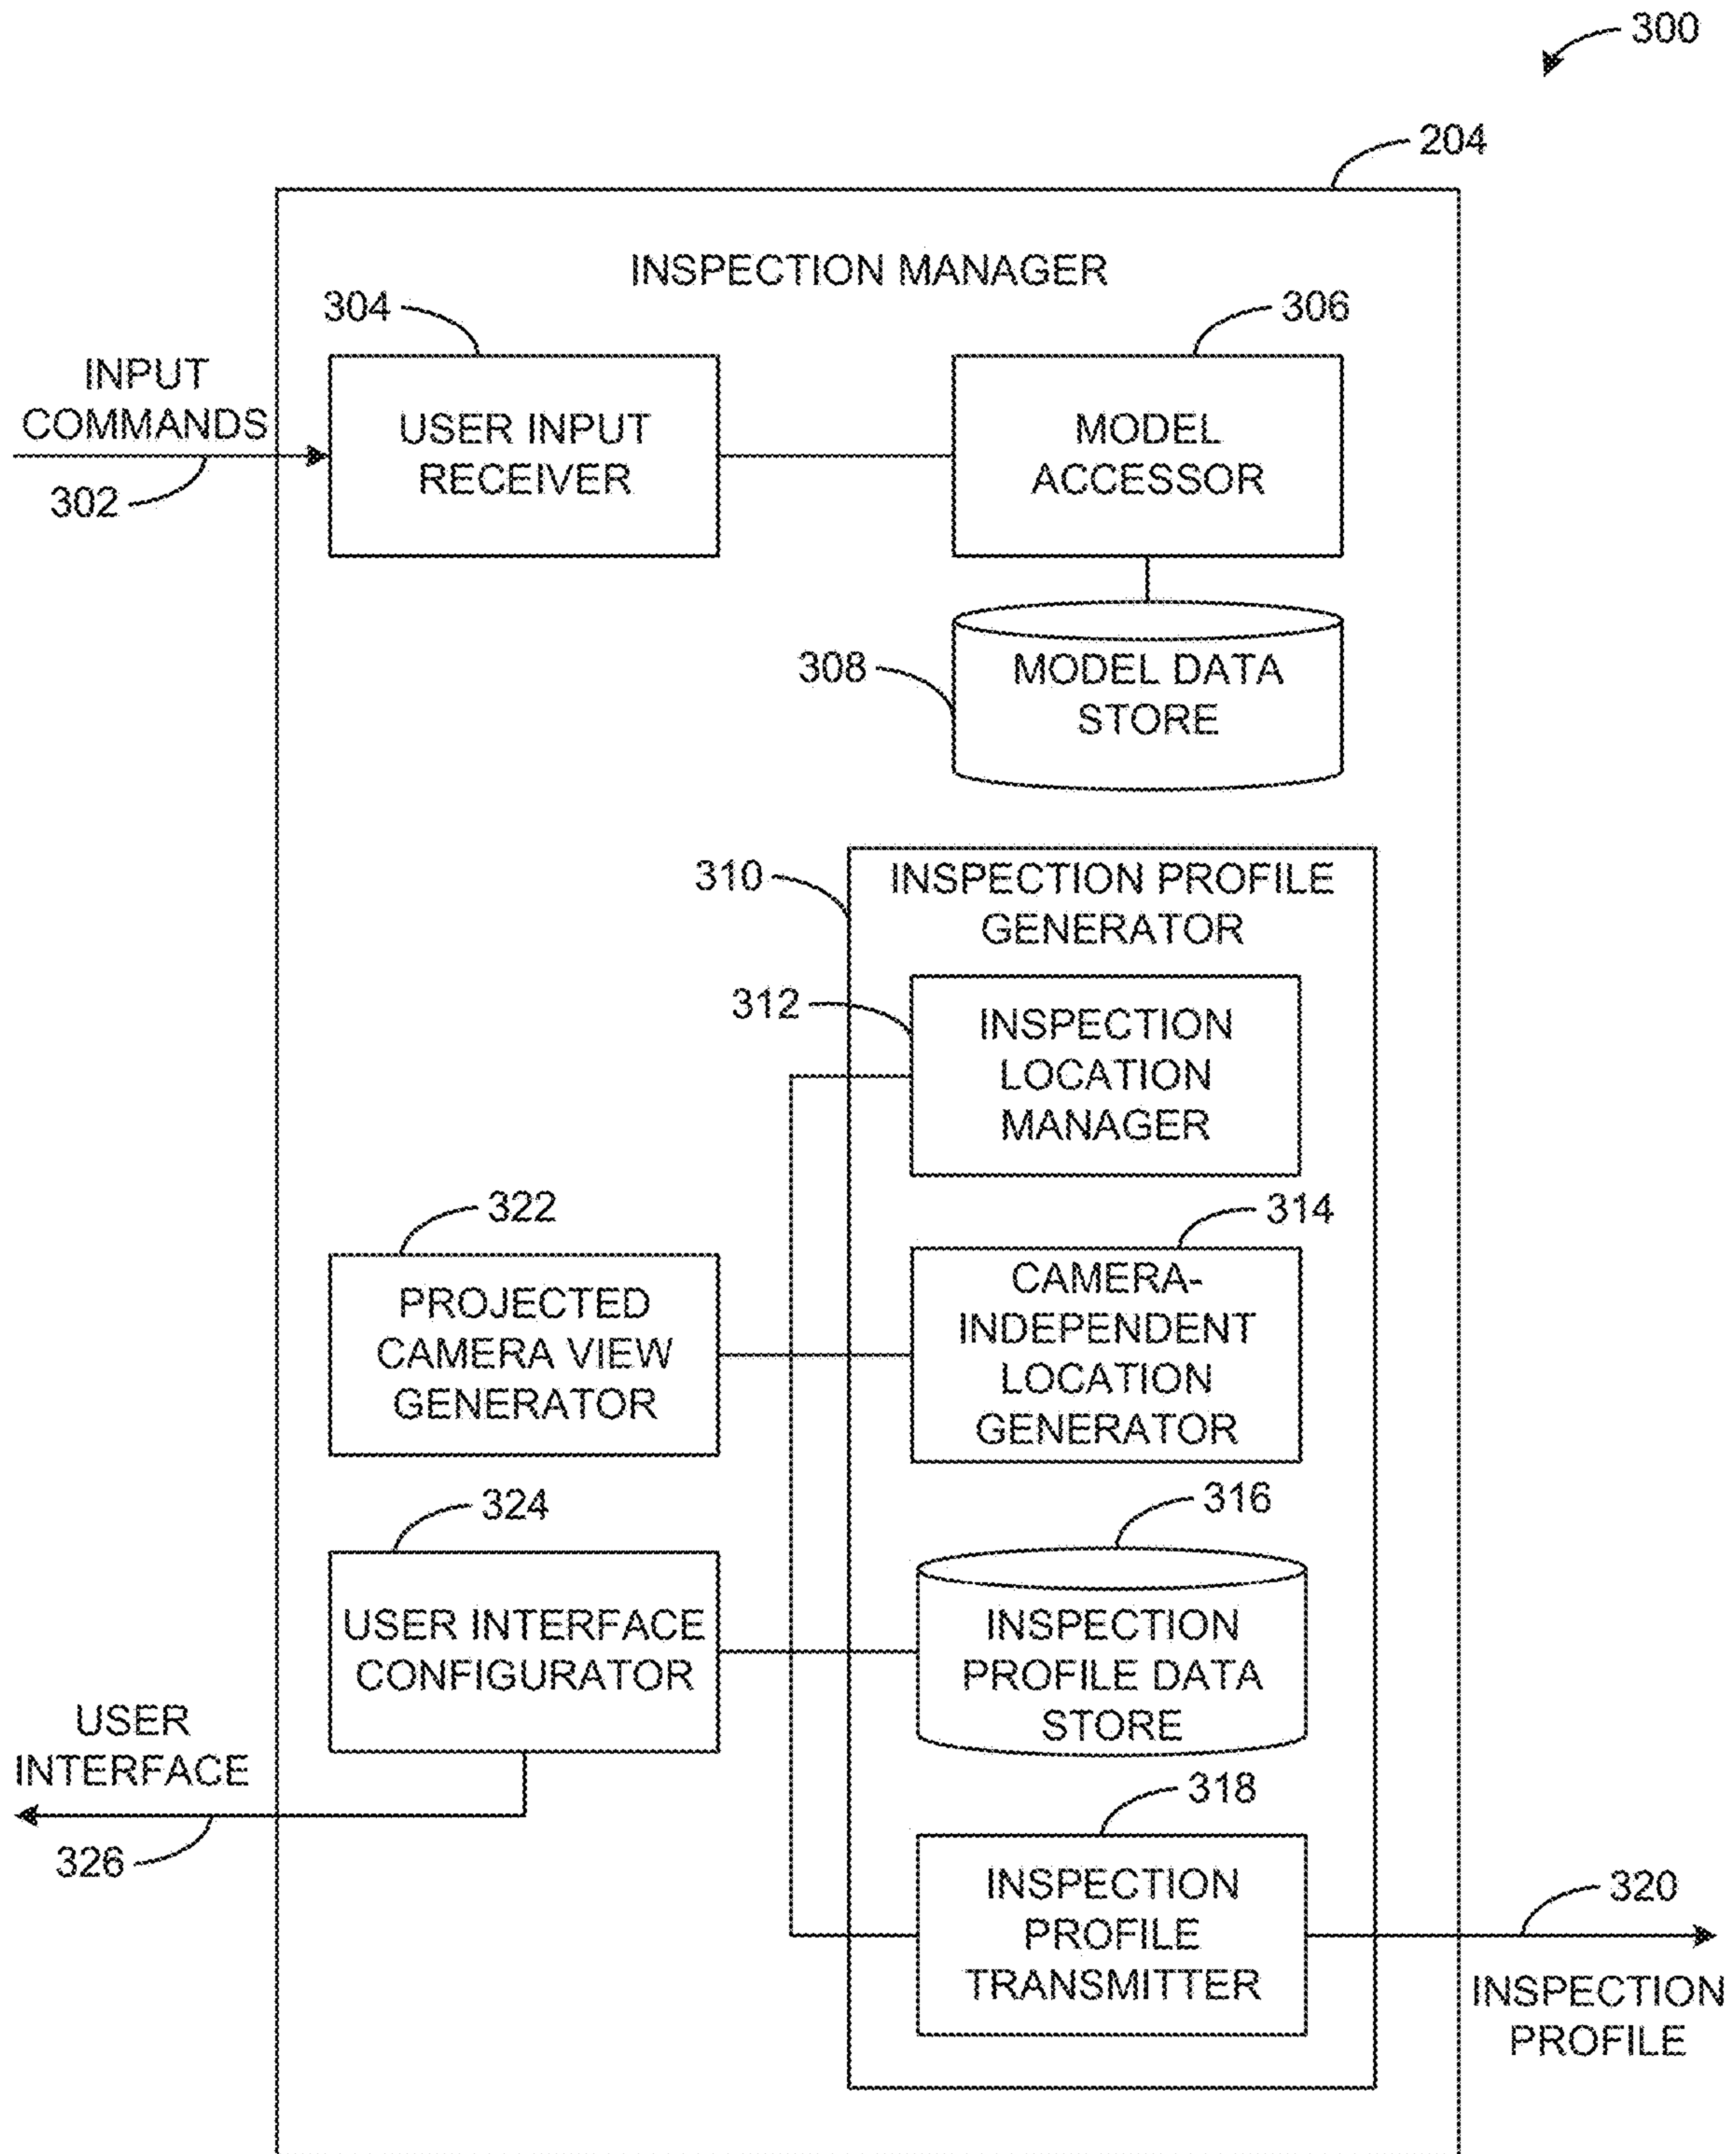 300
204
INSPECTION MANAGER
304
306
INPUT
COMMANDS
302
USER INPUT
RECEIVER
MODEL
ACCESSOR
308
MODEL DATA
STORE
310
INSPECTION PROFILE
GENERATOR
312
INSPECTION
LOCATION
MANAGER
322
314
PROJECTED
CAMERA VIEW
GENERATOR
CAMERA-
INDEPENDENT
LOCATION
GENERATOR
324
316
USER INTERFACE
CONFIGURATOR
INSPECTION
PROFILE DATA
STORE
USER
INTERFACE
326
318
INSPECTION
PROFILE
TRANSMITTER
320
INSPECTION
PROFILE